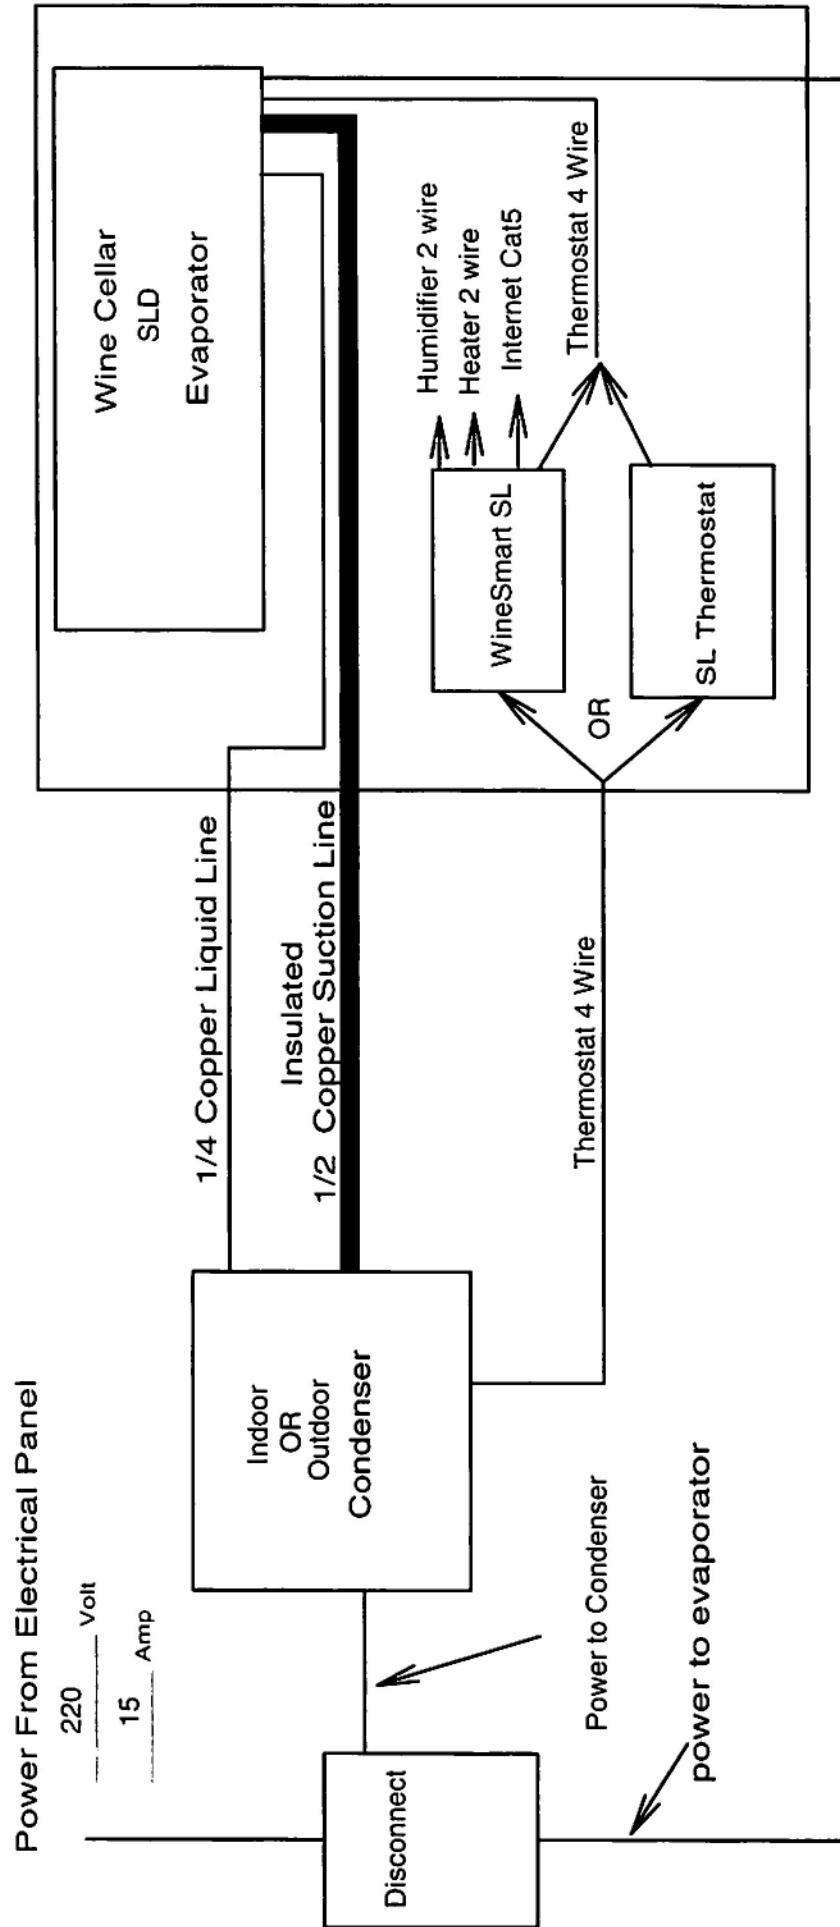 Power From Electrical Panel
220 Volt
15 Amp
Disconnect
Power to Condenser
power to evaporator
Indoor
OR
Outdoor
Condenser
1/4 Copper Liquid Line
Insulated
1/2 Copper Suction Line
Thermostat 4 Wire
Wine Cellar
SLD
Evaporator
OR
WineSmart SL
SL Thermostat
Humidifier 2 wire
Heater 2 wire
Internet Cat5
Thermostat 4 Wire